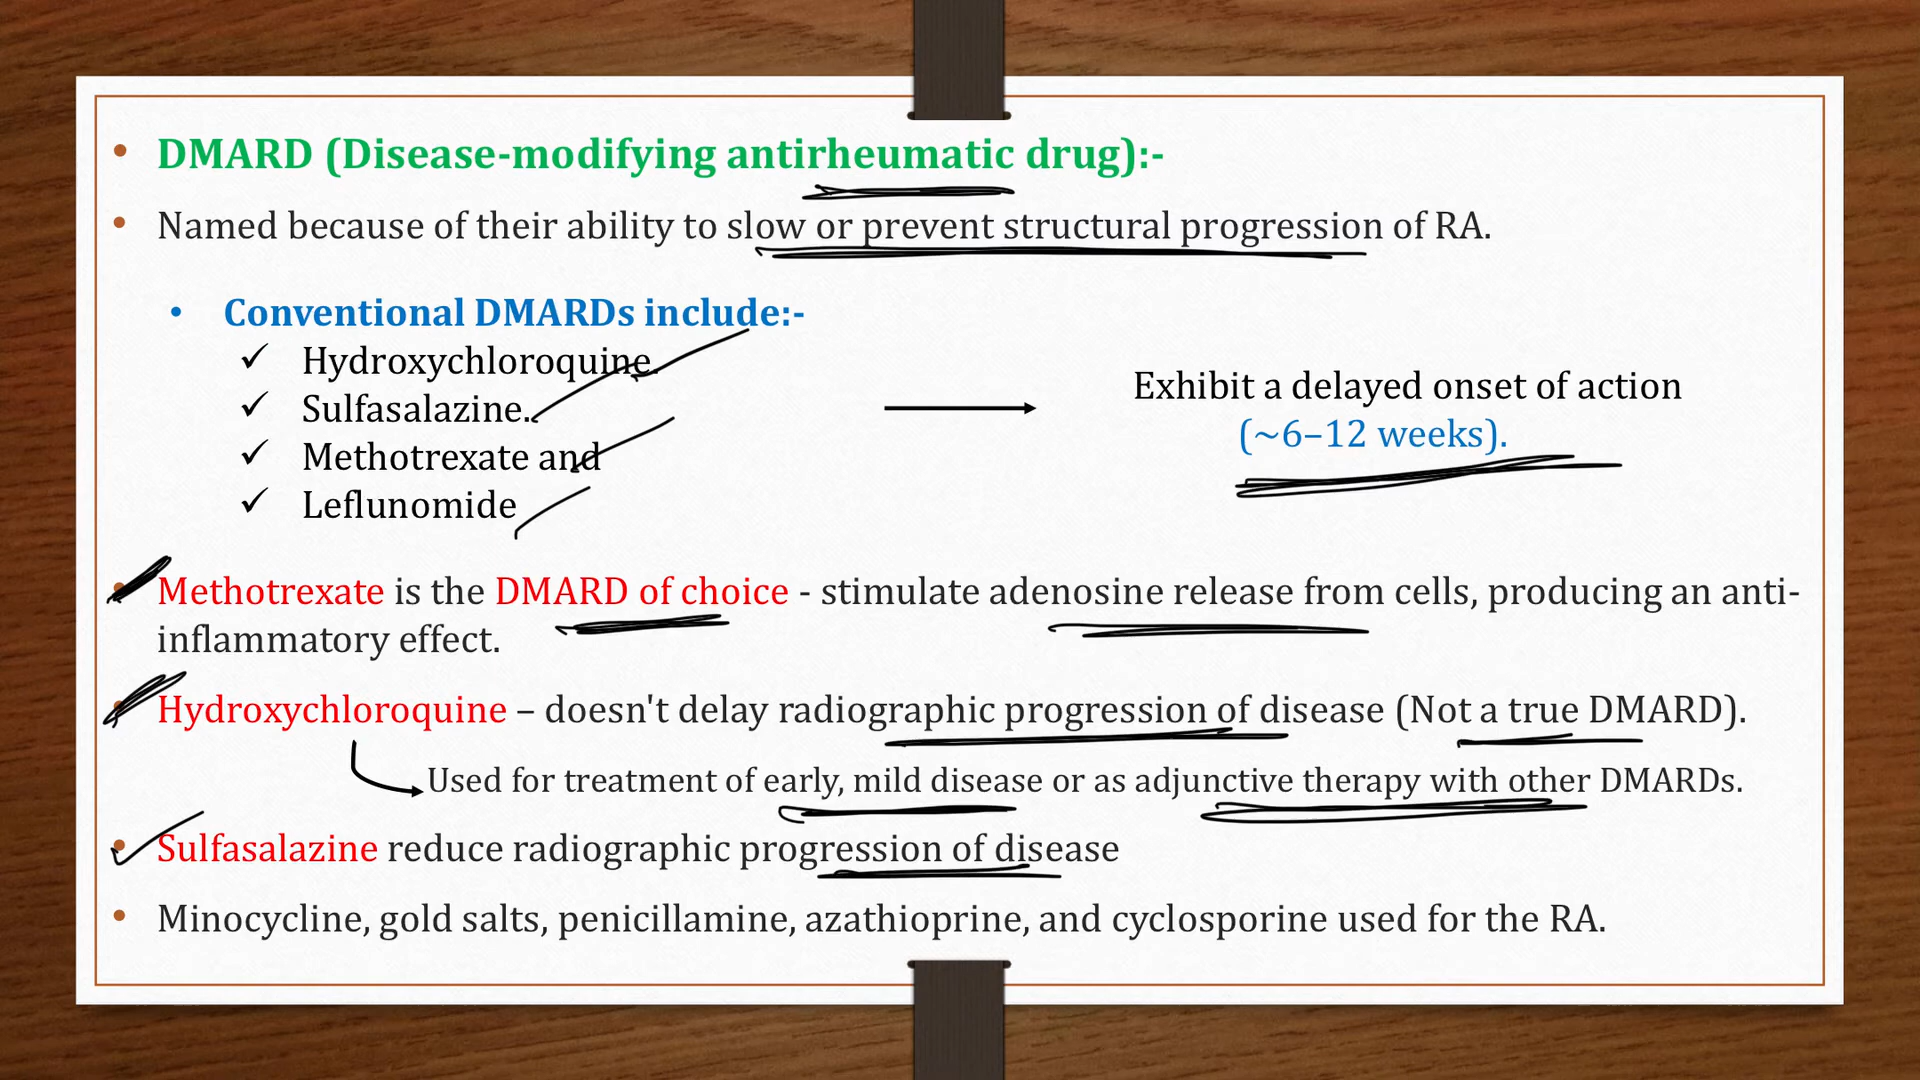 • DMARD (Disease-modifying antirheumatic drug):-
• Named because of their ability to slow or prevent structural progression of RA.
• Conventional DMARDs include:-
✓ Hydroxychloroquine.
✓ Sulfasalazine.
✓ Methotrexate and
✓ Leflunomide
Exhibit a delayed onset of action
(~6–12 weeks).
• Methotrexate is the DMARD of choice - stimulate adenosine release from cells, producing an anti-
inflammatory effect.
• Hydroxychloroquine – doesn't delay radiographic progression of disease (Not a true DMARD).
Used for treatment of early, mild disease or as adjunctive therapy with other DMARDs.
• Sulfasalazine reduce radiographic progression of disease
• Minocycline, gold salts, penicillamine, azathioprine, and cyclosporine used for the RA.